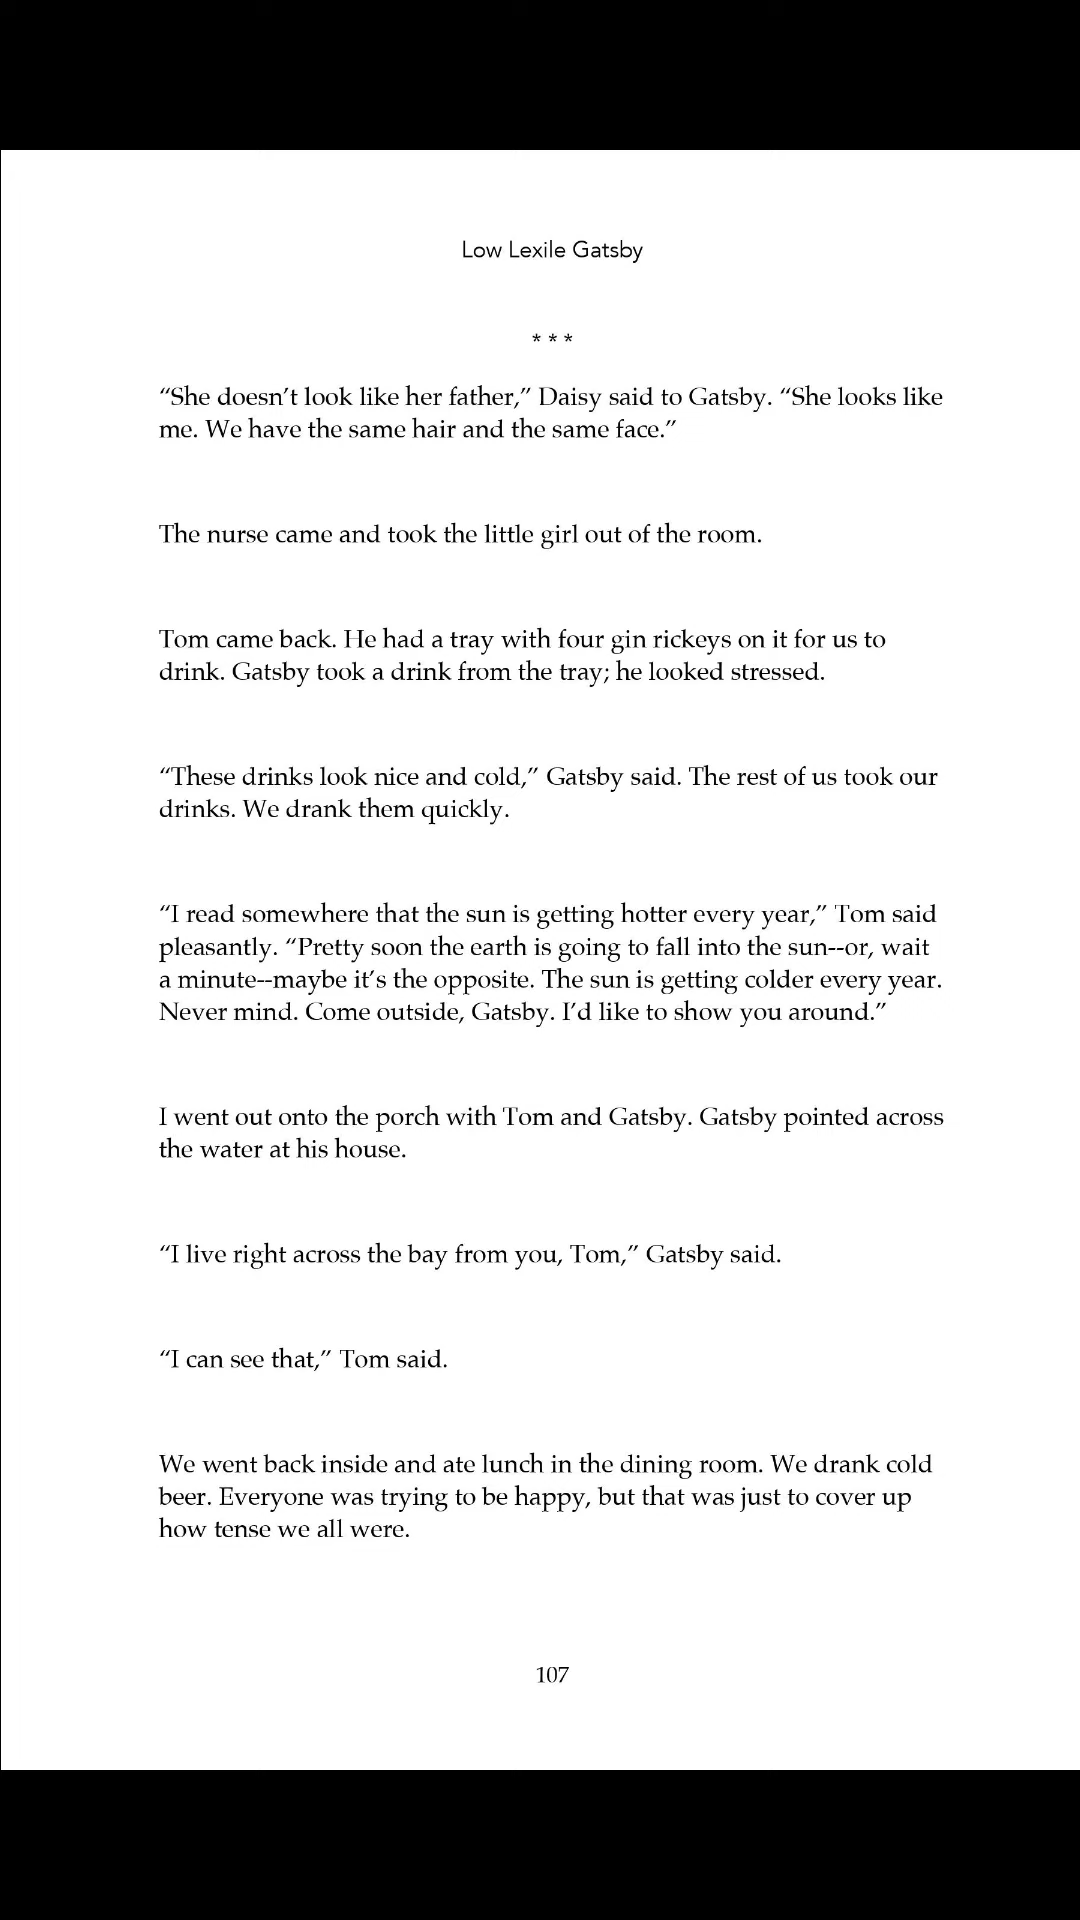 Low Lexile Gatsby
* * *
“She doesn’t look like her father,” Daisy said to Gatsby. “She looks like
me. We have the same hair and the same face.”
The nurse came and took the little girl out of the room.
Tom came back. He had a tray with four gin rickeys on it for us to
drink. Gatsby took a drink from the tray; he looked stressed.
“These drinks look nice and cold,” Gatsby said. The rest of us took our
drinks. We drank them quickly.
“I read somewhere that the sun is getting hotter every year,” Tom said
pleasantly. “Pretty soon the earth is going to fall into the sun--or, wait
a minute--maybe it’s the opposite. The sun is getting colder every year.
Never mind. Come outside, Gatsby. I’d like to show you around.”
I went out onto the porch with Tom and Gatsby. Gatsby pointed across
the water at his house.
“I live right across the bay from you, Tom,” Gatsby said.
“I can see that,” Tom said.
We went back inside and ate lunch in the dining room. We drank cold
beer. Everyone was trying to be happy, but that was just to cover up
how tense we all were.
107